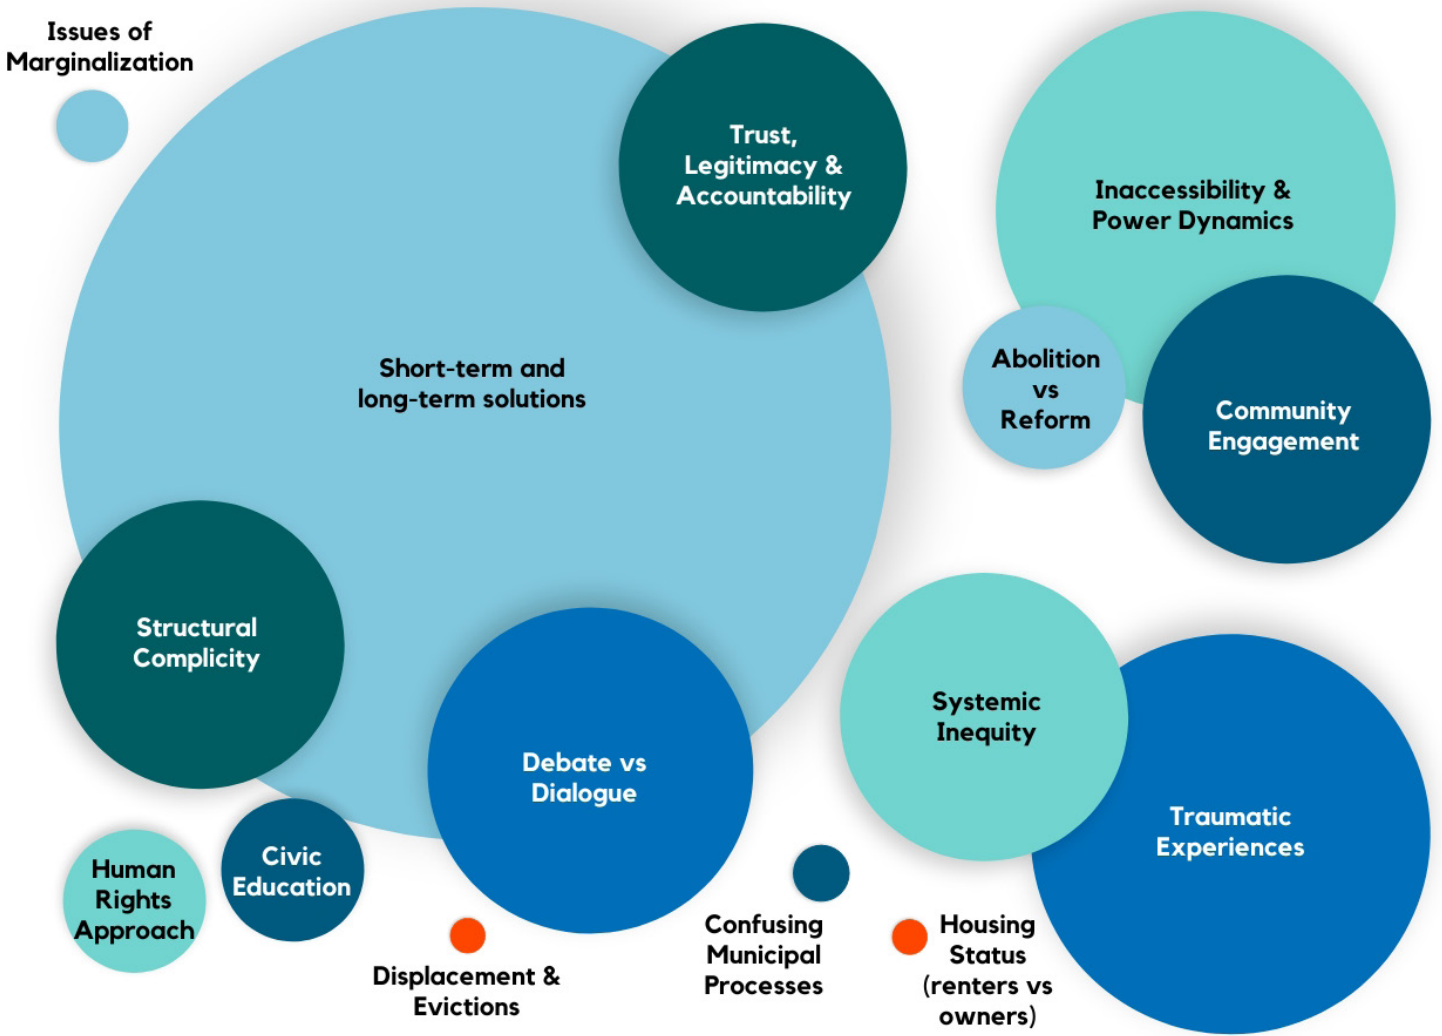 Issues of
Marginalization
Trust,
Legitimacy &
Accountability
Inaccessibility &
Power Dynamics
Short-term and
long-term solutions
Abolition
vs
Reform
Community
Engagement
Structural
Complicity
Systemic
Inequity
Debate vs
Dialogue
Traumatic
Experiences
Human
Rights
Approach
Civic
Education
Displacement &
Evictions
Confusing
Municipal
Processes
Housing
Status
(renters vs
owners)